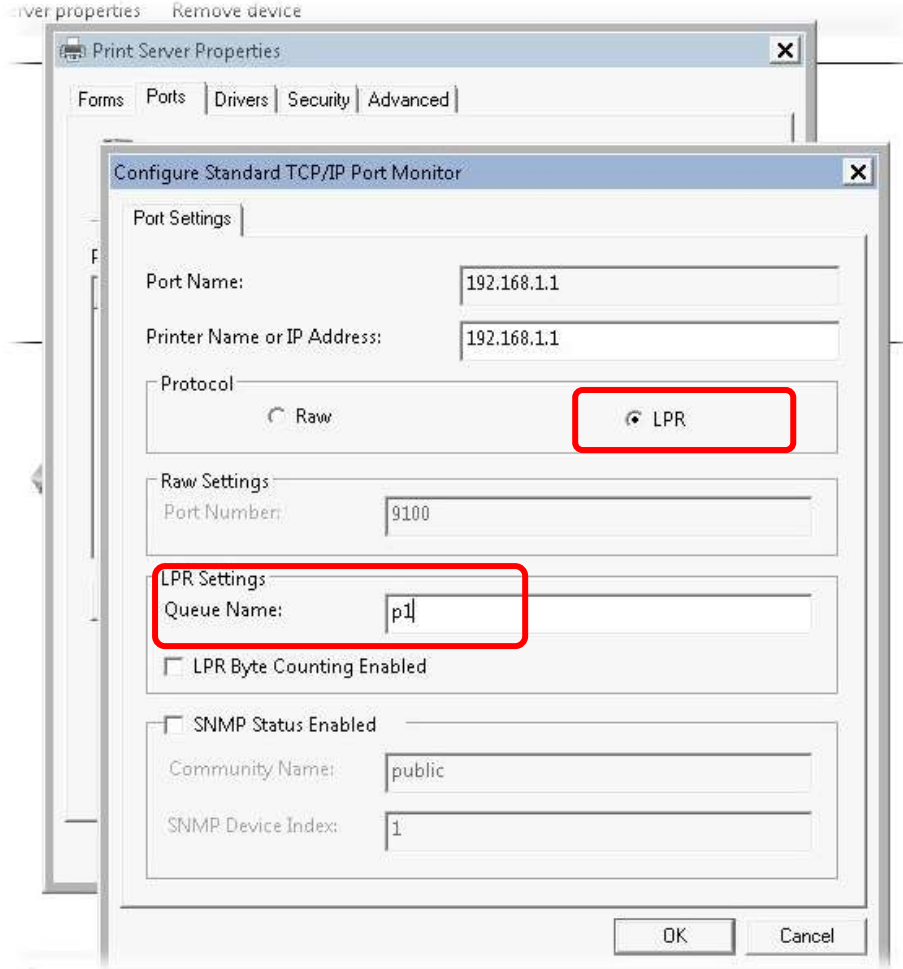 rver properties Remove device
Print Server Properties
Forms Ports Drivers Security Advanced
Configure Standard TCP/IP Port Monitor
Port Settings
Port Name: 192.168.1.1
Printer Name or IP Address: 192.168.1.1
Protocol
Raw LPR
Raw Settings
Port Number: 9100
LPR Settings
Queue Name: p1
LPR Byte Counting Enabled
SNMP Status Enabled
Community Name: public
SNMP Device Index: 1
OK Cancel